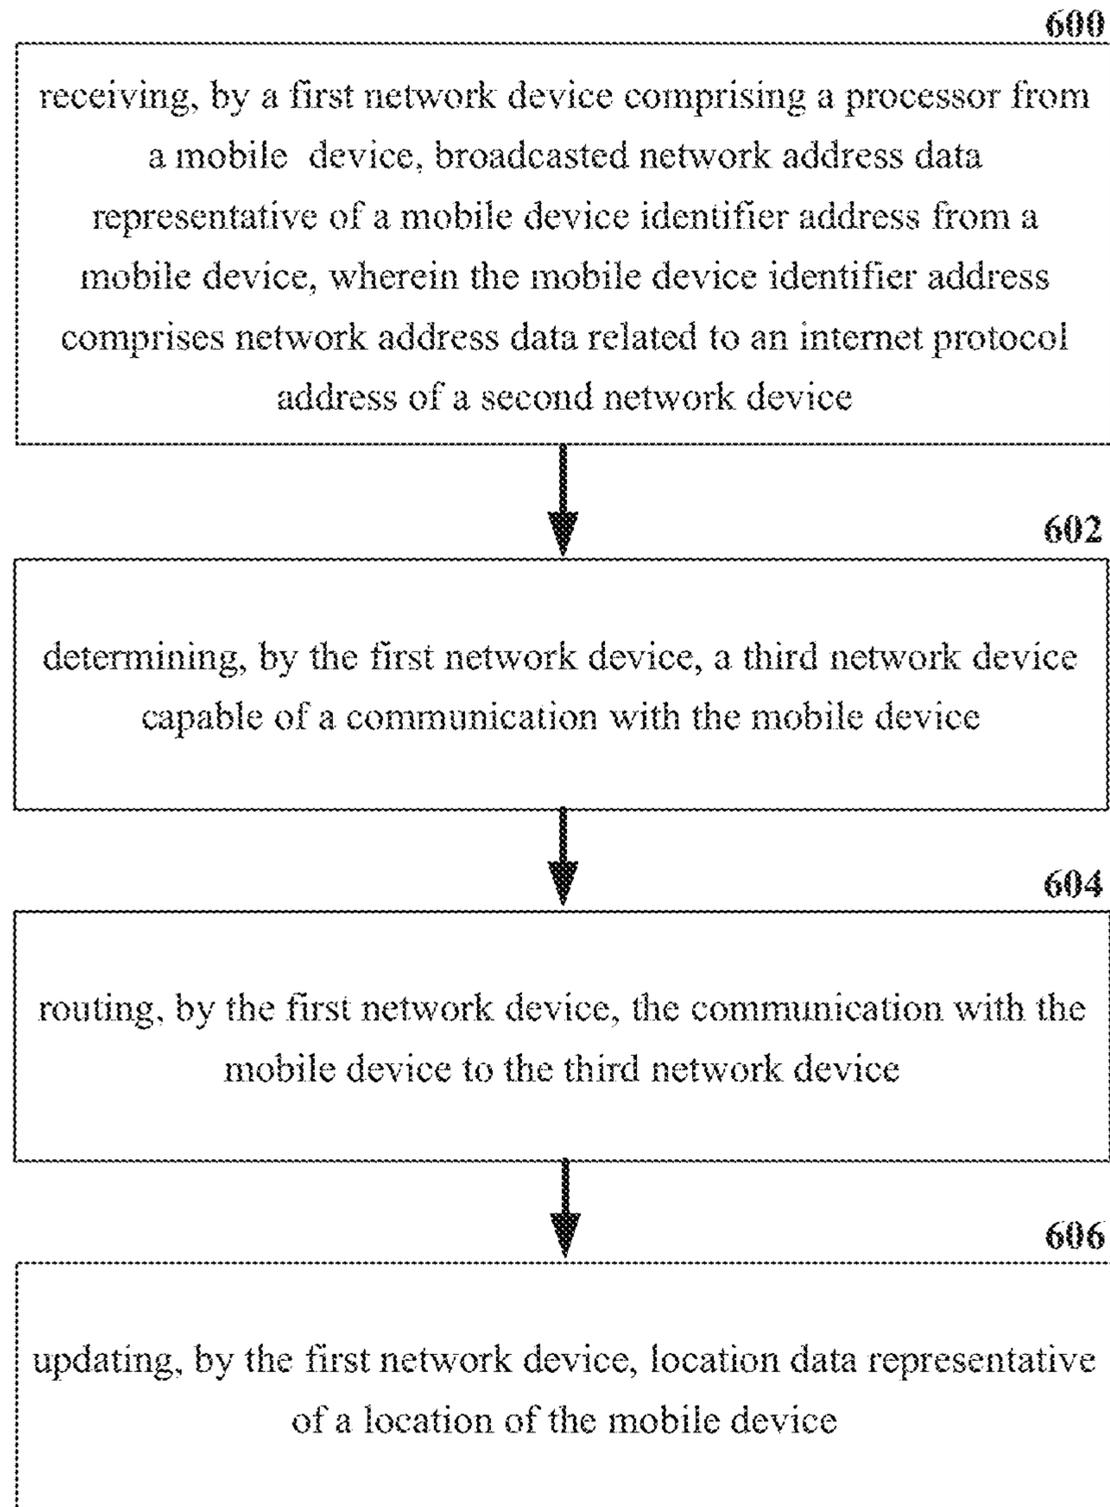 600
receiving, by a first network device comprising a processor from
a mobile device, broadcasted network address data
representative of a mobile device identifier address from a
mobile device, wherein the mobile device identifier address
comprises network address data related to an internet protocol
address of a second network device
602
determining, by the first network device, a third network device
capable of a communication with the mobile device
604
routing, by the first network device, the communication with the
mobile device to the third network device
606
updating, by the first network device, location data representative
of a location of the mobile device